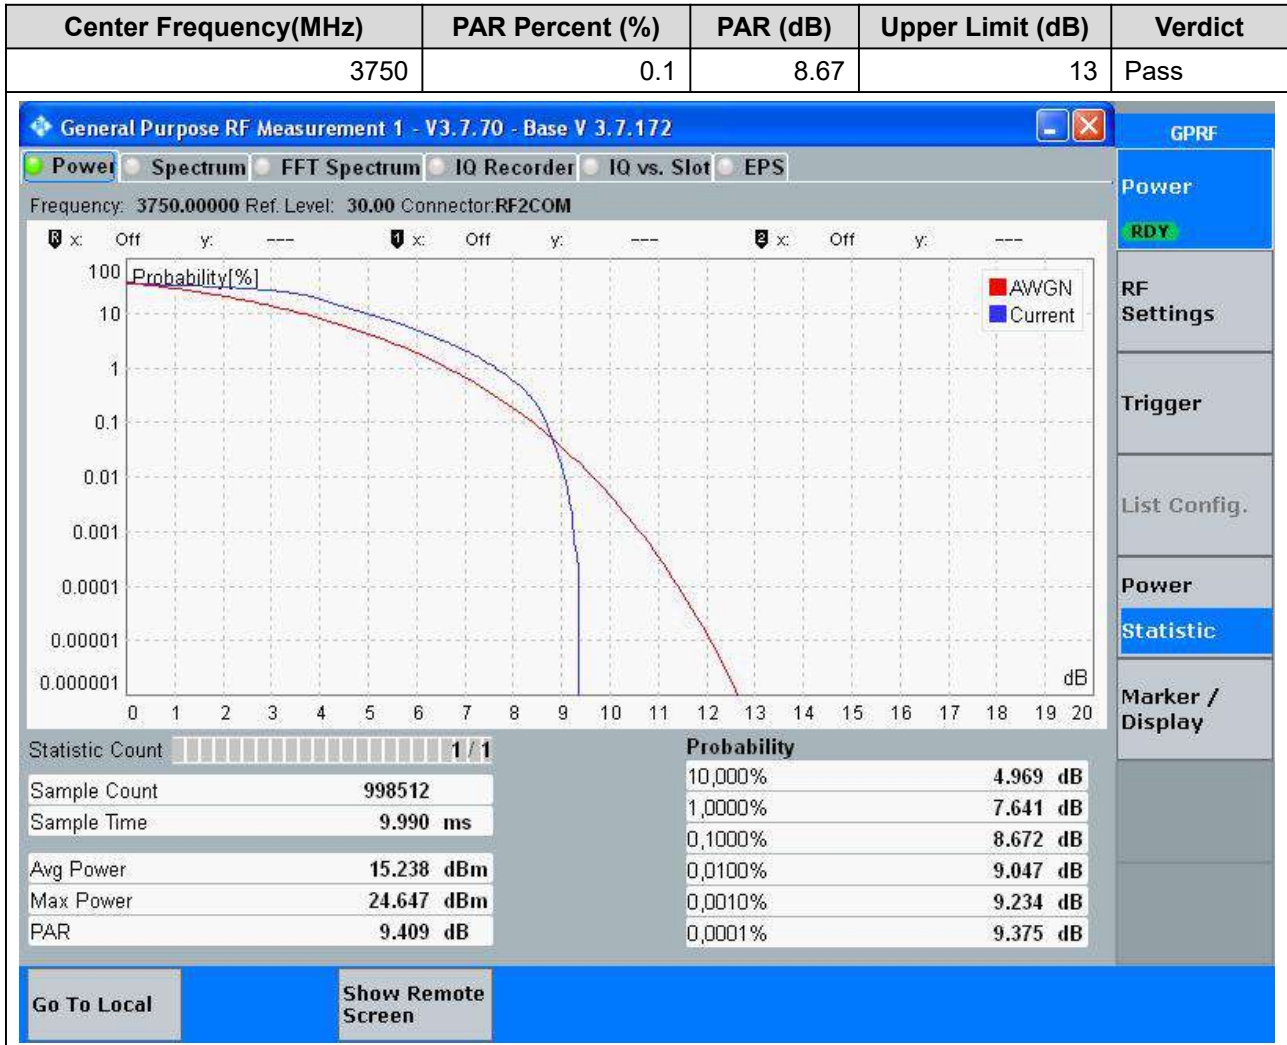 Center Frequency(MHz) PAR Percent (%) PAR (dB) Upper Limit (dB) Verdict
3750 0.1 8.67 13 Pass
General Purpose RF Measurement 1 - V3.7.70 - Base V 3.7.172
GPRF
Power Spectrum FFT Spectrum IQ Recorder IQ vs. Slot EPS
Frequency: 3750.00000 Ref. Level: 30.00 Connector:RF2COM
R x: Off y: --- 1 x: Off y: --- 2 x: Off y: ---
Probability[%]
100
10
1
0.1
0.01
0.001
0.0001
0.00001
0.000001
AWGN
Current
dB
0 1 2 3 4 5 6 7 8 9 10 11 12 13 14 15 16 17 18 19 20
Statistic Count 1 / 1
Sample Count 998512
Sample Time 9.990 ms
Avg Power 15.238 dBm
Max Power 24.647 dBm
PAR 9.409 dB
Probability
10,000% 4.969 dB
1,0000% 7.641 dB
0,1000% 8.672 dB
0,0100% 9.047 dB
0,0010% 9.234 dB
0,0001% 9.375 dB
Power
RDY
RF
Settings
Trigger
List Config.
Power
Statistic
Marker /
Display
Go To Local
Show Remote
Screen